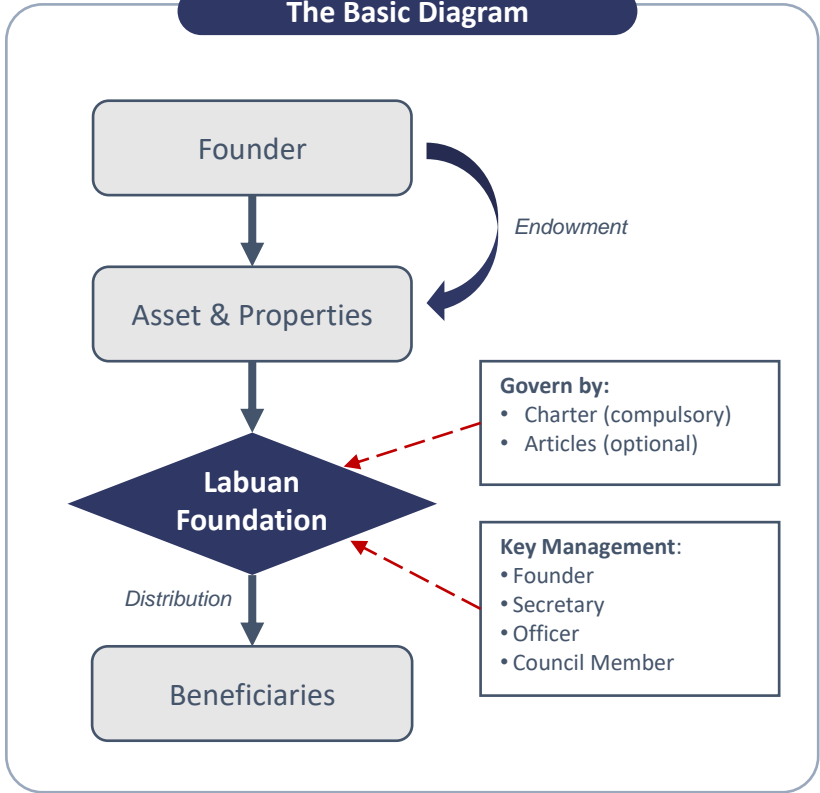 The Basic Diagram
Founder
Endowment
Asset & Properties
Govern by:
• Charter (compulsory)
• Articles (optional)
Labuan
Foundation
Key Management:
• Founder
• Secretary
• Officer
• Council Member
Distribution
Beneficiaries